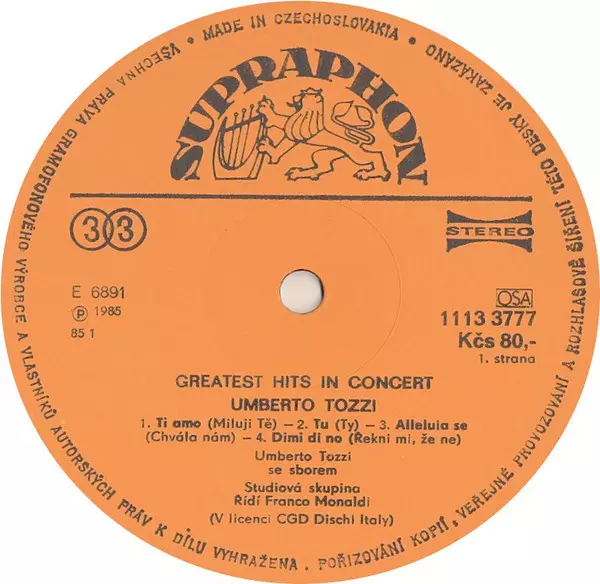 VŠECHNA PRÁVA GRAMOFONOVÉHO VÝROBCE A VLASTNÍKŮ AUTORSKÝCH PRÁV K DÍLU VYHRAŽENA. POŘIZOVÁNÍ KOPIÍ, VEŘEJNÉ PROVOZOVÁNÍ A ROZHLASOVÉ ŠÍŘENÍ TÉTO DESKY JE ZAKÁZÁNO
MADE IN CZECHOSLOVAKIA
SUPRAPHON
33
STEREO
E 6891
℗ 1985
85 1
OSA
1113 3777
Kčs 80,-
1. strana
GREATEST HITS IN CONCERT
UMBERTO TOZZI
1. Ti amo (Miluji Tě) – 2. Tu (Ty) – 3. Alleluia se
(Chvála nám) – 4. Dimi di no (Řekni mi, že ne)
Umberto Tozzi
se sborem
Studiová skupina
Řídí Franco Monaldi
(V licenci CGD Dischi Italy)